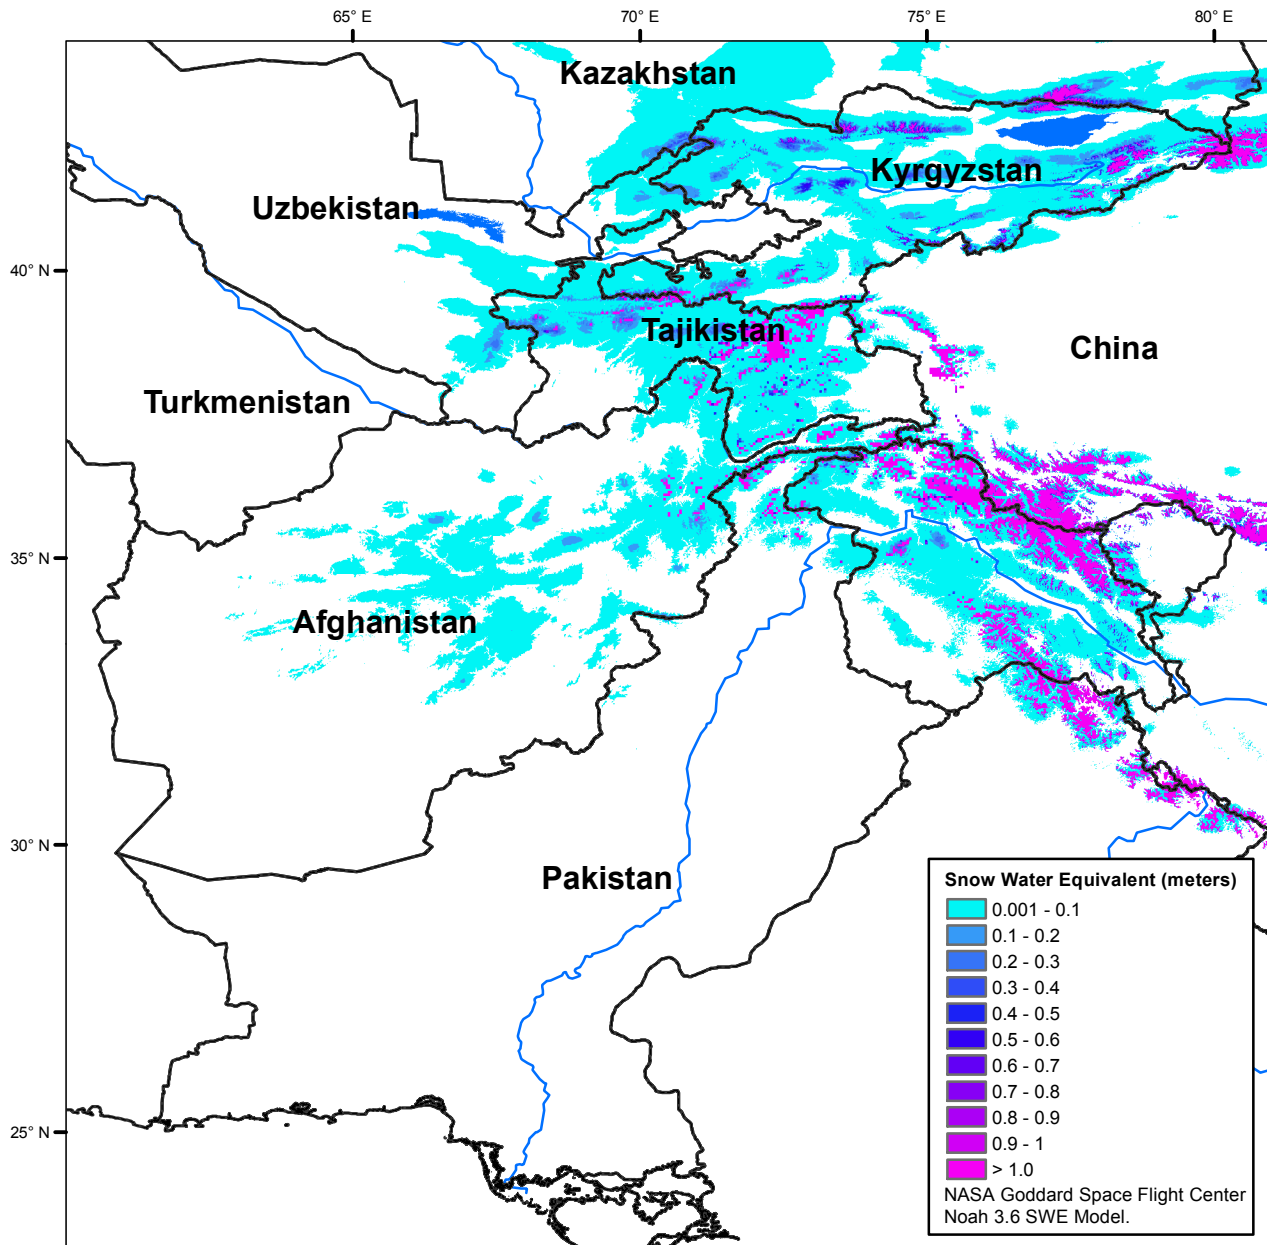 65° E
70° E
75° E
80° E
Kazakhstan
Kyrgyzstan
Uzbekistan
40° N
Tajikistan
China
Turkmenistan
35° N
Afghanistan
30° N
Pakistan
Snow Water Equivalent (meters)
0.001 - 0.1
0.1 - 0.2
0.2 - 0.3
0.3 - 0.4
0.4 - 0.5
0.5 - 0.6
0.6 - 0.7
0.7 - 0.8
0.8 - 0.9
0.9 - 1
> 1.0
NASA Goddard Space Flight Center
Noah 3.6 SWE Model.
25° N